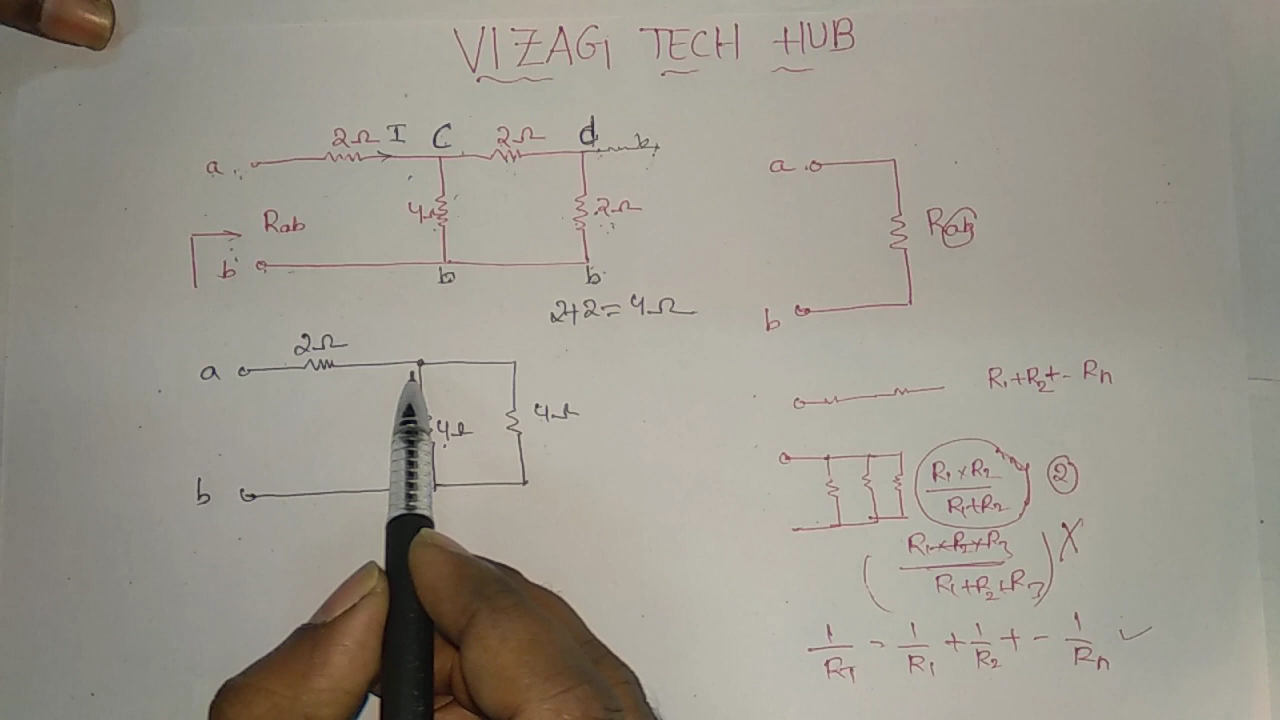 VIZAG TECH HUB
2Ω I C 2Ω d
a
4Ω 2Ω
Rab
b
b b
2+2=4Ω
a Rab
b
2Ω
a
4Ω 4Ω
b
R1+R2+- Rn
R1×R2
R1+R2
2
R1×R2×R3
R1+R2+R3
X
1/RT = 1/R1 + 1/R2 + - 1/Rn ✓